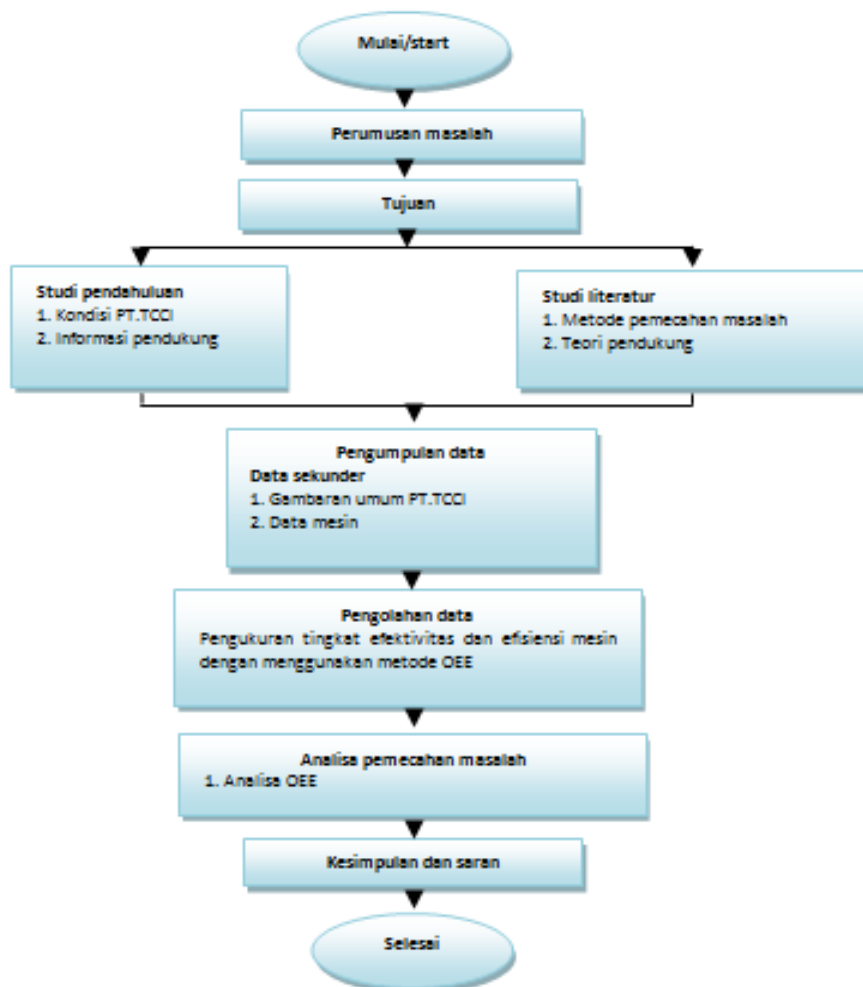 Mulai/start
Perumusan masalah
Tujuan
Studi pendahuluan
1. Kondisi PT.TCCI
2. Informasi pendukung
Studi literatur
1. Metode pemecahan masalah
2. Teori pendukung
Pengumpulan data
Data sekunder
1. Gambaran umum PT.TCCI
2. Data mesin
Pengolahan data
Pengukuran tingkat efektivitas dan efisiensi mesin
dengan menggunakan metode OEE
Analisa pemecahan masalah
1. Analisa OEE
Kesimpulan dan saran
Selesai